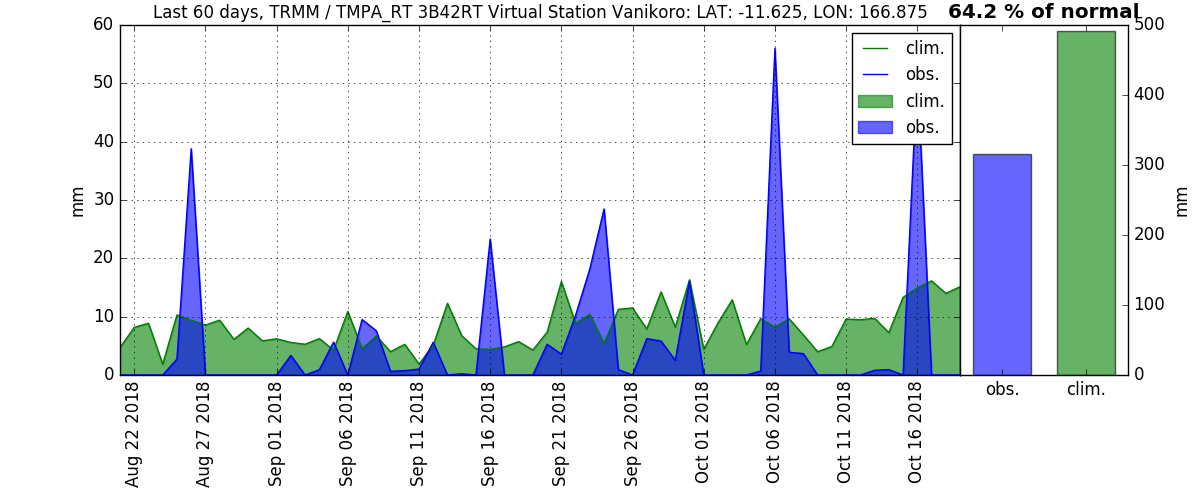 Last 60 days, TRMM / TMPA_RT 3B42RT Virtual Station Vanikoro: LAT: -11.625, LON: 166.875
64.2 % of normal
60
50
40
30
20
10
0
mm
clim.
obs.
clim.
obs.
Aug 22 2018
Aug 27 2018
Sep 01 2018
Sep 06 2018
Sep 11 2018
Sep 16 2018
Sep 21 2018
Sep 26 2018
Oct 01 2018
Oct 06 2018
Oct 11 2018
Oct 16 2018
500
400
300
200
100
0
mm
obs.
clim.